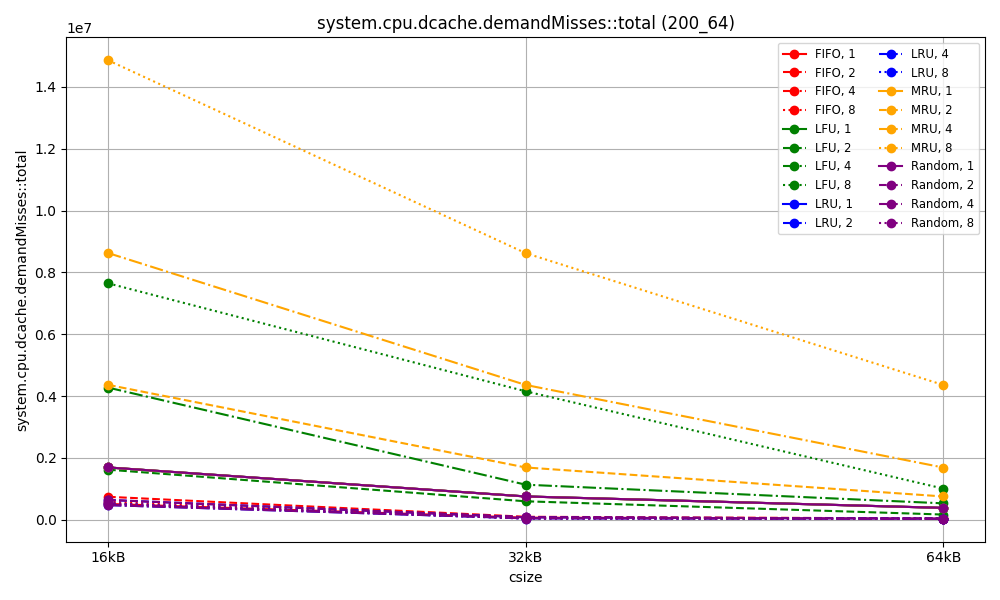 system.cpu.dcache.demandMisses::total (200_64)
1e7
system.cpu.dcache.demandMisses::total
1.4
1.2
1.0
0.8
0.6
0.4
0.2
0.0
16kB
32kB
64kB
csize
FIFO, 1
FIFO, 2
FIFO, 4
FIFO, 8
LFU, 1
LFU, 2
LFU, 4
LFU, 8
LRU, 1
LRU, 2
LRU, 4
LRU, 8
MRU, 1
MRU, 2
MRU, 4
MRU, 8
Random, 1
Random, 2
Random, 4
Random, 8